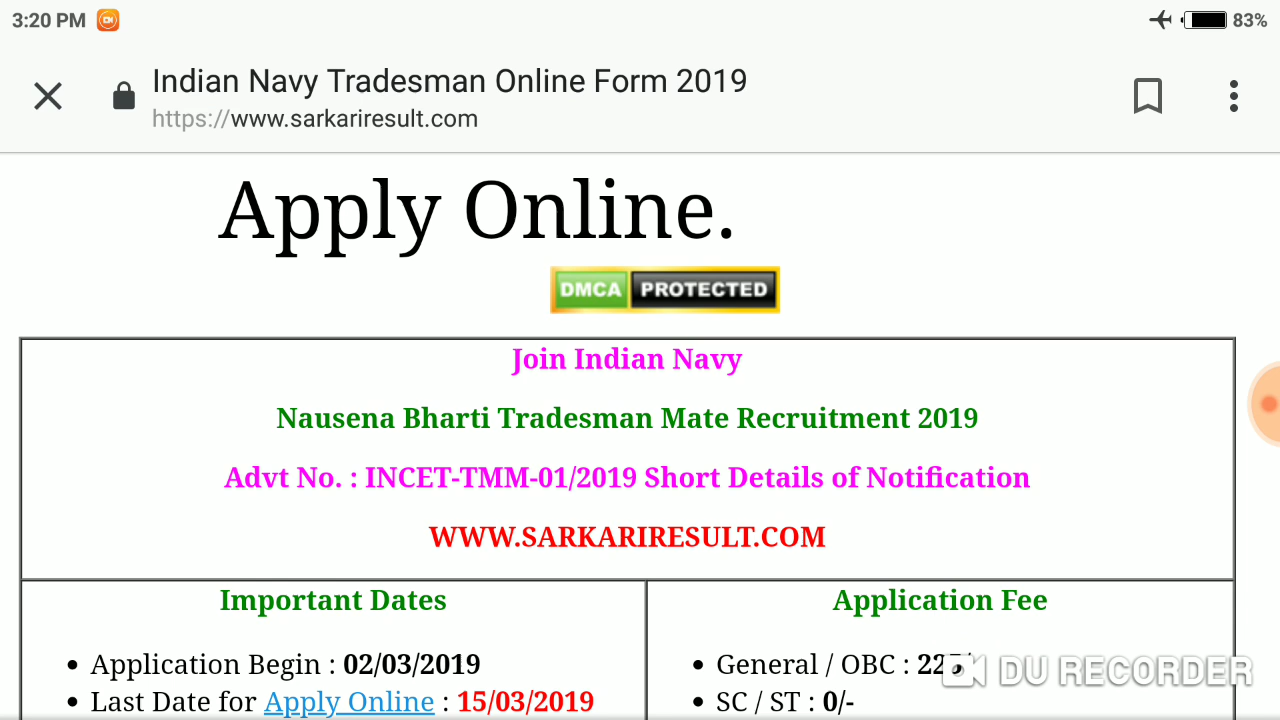 3:20 PM
83%
Indian Navy Tradesman Online Form 2019
https://www.sarkariresult.com
Apply Online.
DMCA PROTECTED
Join Indian Navy
Nausena Bharti Tradesman Mate Recruitment 2019
Advt No. : INCET-TMM-01/2019 Short Details of Notification
WWW.SARKARIRESULT.COM
Important Dates
Application Begin : 02/03/2019
Last Date for Apply Online : 15/03/2019
Application Fee
General / OBC :
SC / ST : 0/-
DU RECORDER